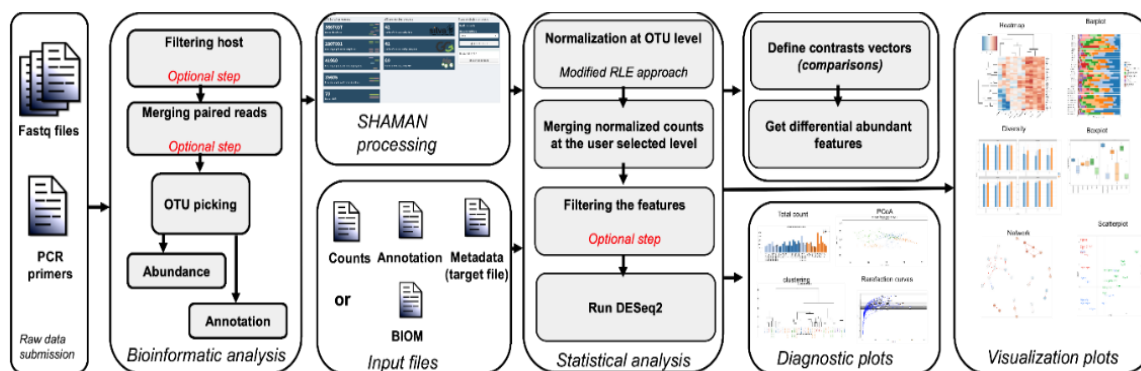 Fastq files
PCR
primers
Raw data
submission
Filtering host
Optional step
Merging paired reads
Optional step
OTU picking
Abundance
Annotation
Bioinformatic analysis
SHAMAN
processing
Counts
Annotation
Metadata
(target file)
or
BIOM
Input files
Normalization at OTU level
Modified RLE approach
Merging normalized counts
at the user selected level
Filtering the features
Optional step
Run DESeq2
Statistical analysis
Define contrasts vectors
(comparisons)
Get differential abundant
features
Total count
PCoA
clustering
Rarefaction curves
Diagnostic plots
Heatmap
Barplot
Diversity
Boxplot
Network
Scatterplot
Visualization plots